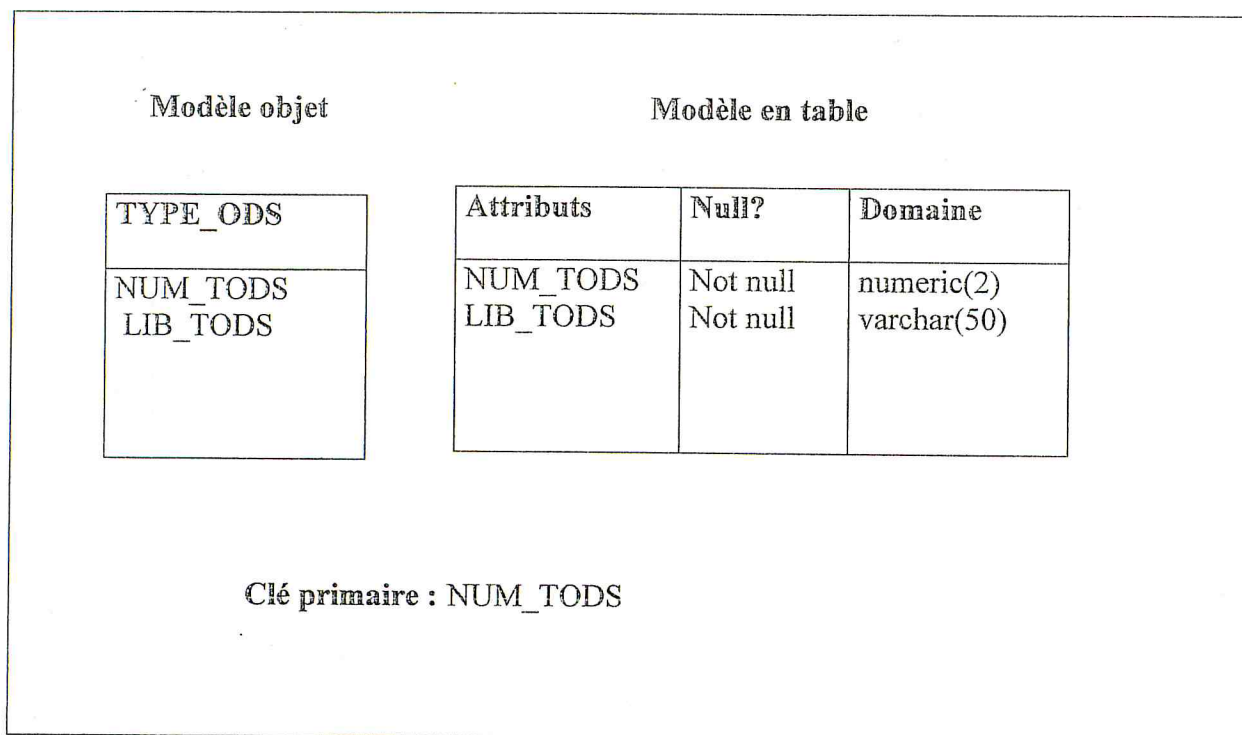 Modèle objet
Modèle en table
TYPE_ODS
NUM_TODS
LIB_TODS
Attributs Null? Domaine
NUM_TODS Not null numeric(2)
LIB_TODS Not null varchar(50)
Clé primaire : NUM_TODS